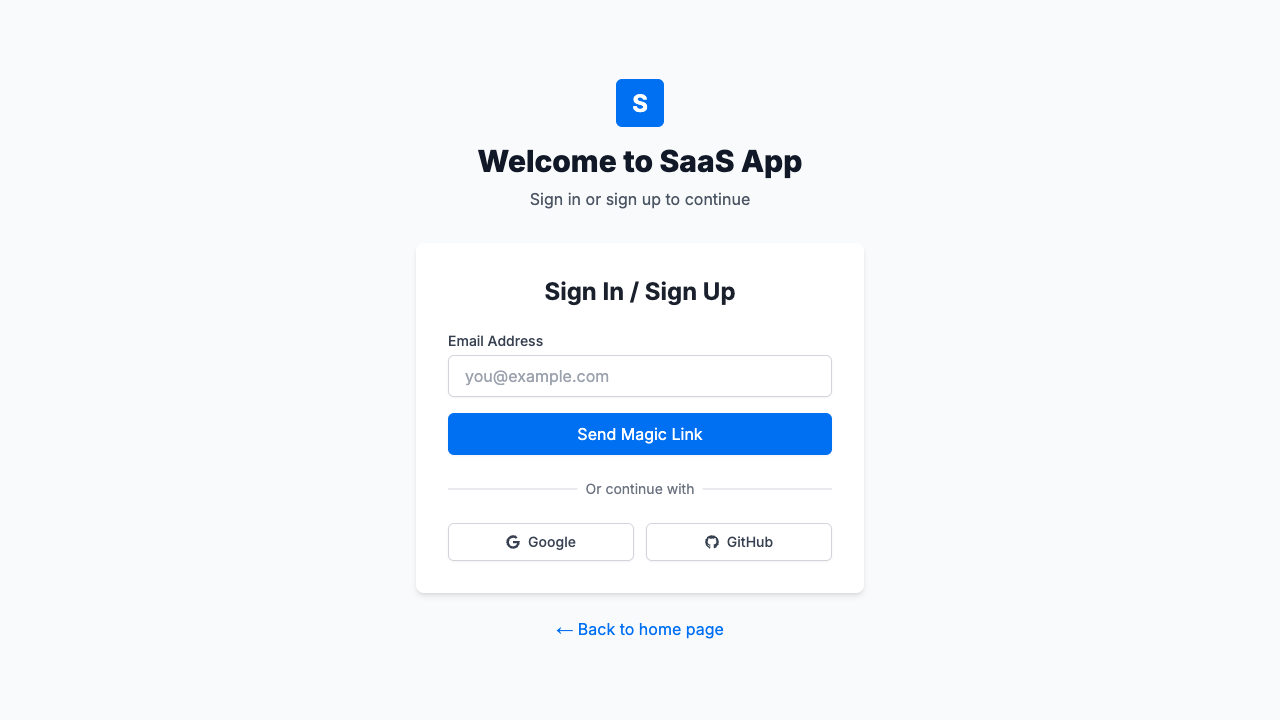 S
Welcome to SaaS App
Sign in or sign up to continue
Sign In / Sign Up
Email Address
you@example.com
Send Magic Link
Or continue with
Google
GitHub
← Back to home page